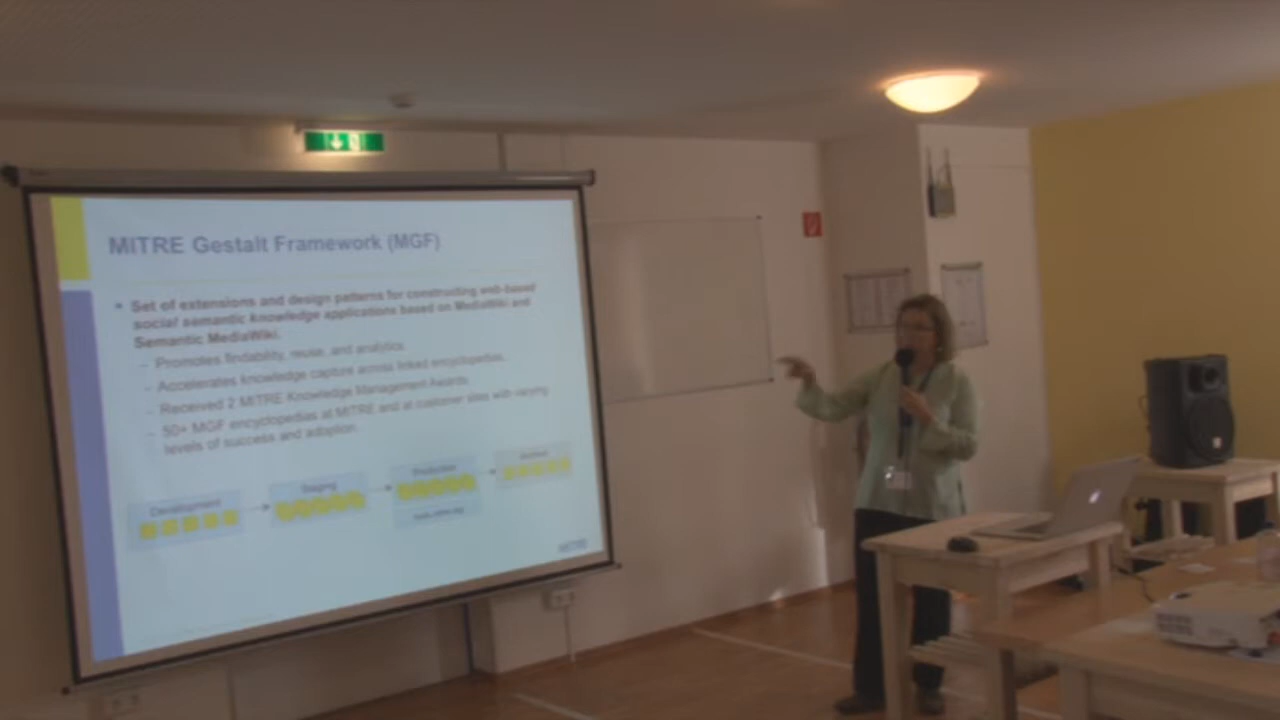 MITRE Gestalt Framework (MGF)
• Set of extensions and design patterns for constructing web-based
social semantic knowledge applications based on MediaWiki and
Semantic MediaWiki.
– Promotes findability, reuse, and analytics.
– Accelerates knowledge capture across linked encyclopedias.
– Received 2 MITRE Knowledge Management Awards.
– 50+ MGF encyclopedias at MITRE and at customer sites with varying
levels of success and adoption.
Development
Staging
Production
MITRE